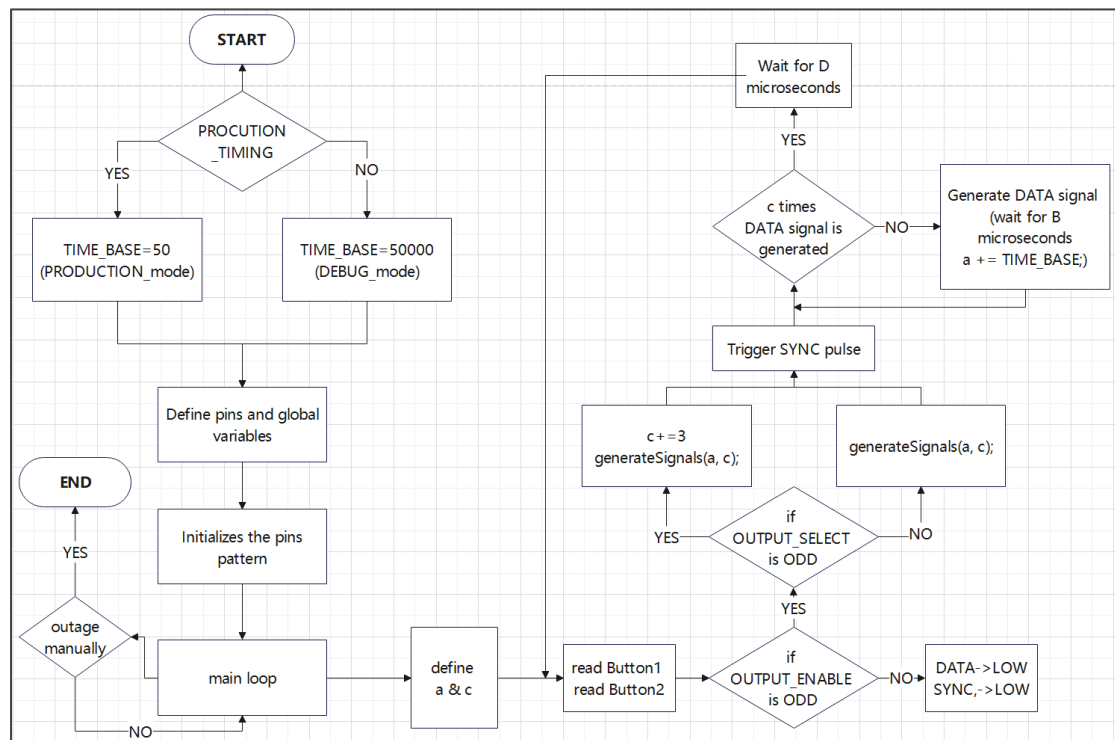 START
PROCUTION
_TIMING
YES
NO
TIME_BASE=50
(PRODUCTION_mode)
TIME_BASE=50000
(DEBUG_mode)
Define pins and global
variables
END
Initializes the pins
pattern
YES
outage
manually
main loop
NO
define
a & c
Wait for D
microseconds
YES
c times
DATA signal is
generated
NO
Generate DATA signal
(wait for B
microseconds
a += TIME_BASE;)
Trigger SYNC pulse
c+=3
generateSignals(a, c);
generateSignals(a, c);
YES
if
OUTPUT_SELECT
is ODD
NO
YES
read Button1
read Button2
if
OUTPUT_ENABLE
is ODD
NO
DATA->LOW
SYNC,->LOW